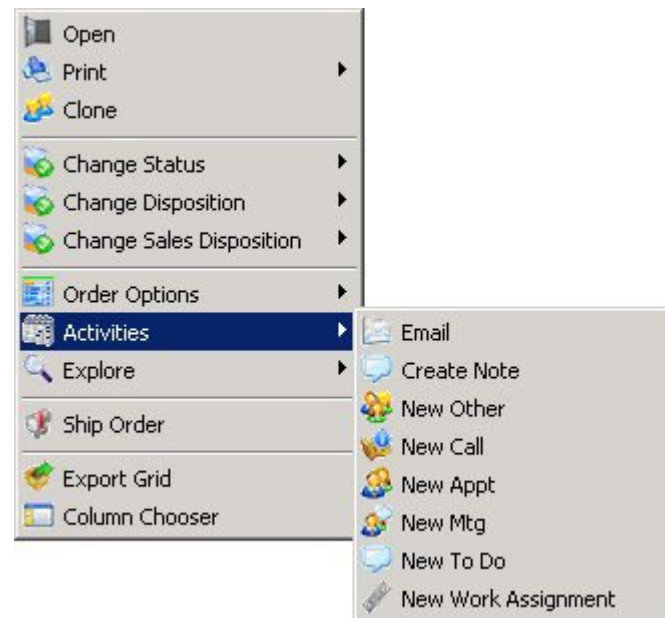 Open
Print
Clone
Change Status
Change Disposition
Change Sales Disposition
Order Options
Activities
Explore
Ship Order
Export Grid
Column Chooser
Email
Create Note
New Other
New Call
New Appt
New Mtg
New To Do
New Work Assignment